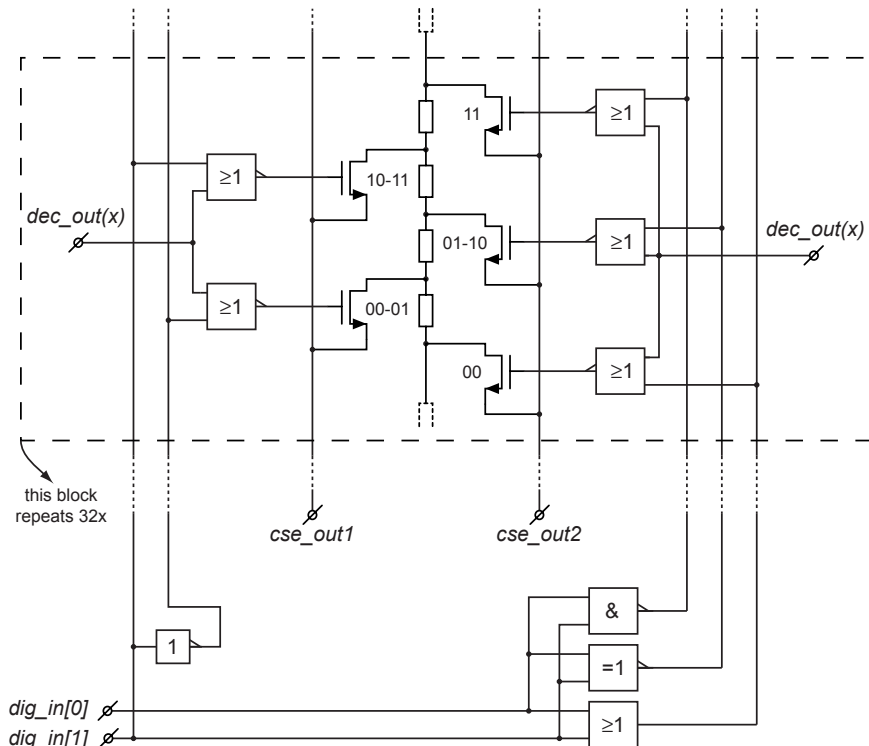 11
≥1
≥1
10-11
dec_out(x)
01-10
≥1
dec_out(x)
≥1
00-01
00
≥1
this block
repeats 32x
cse_out1
cse_out2
&
1
=1
dig_in[0]
≥1
dig_in[1]